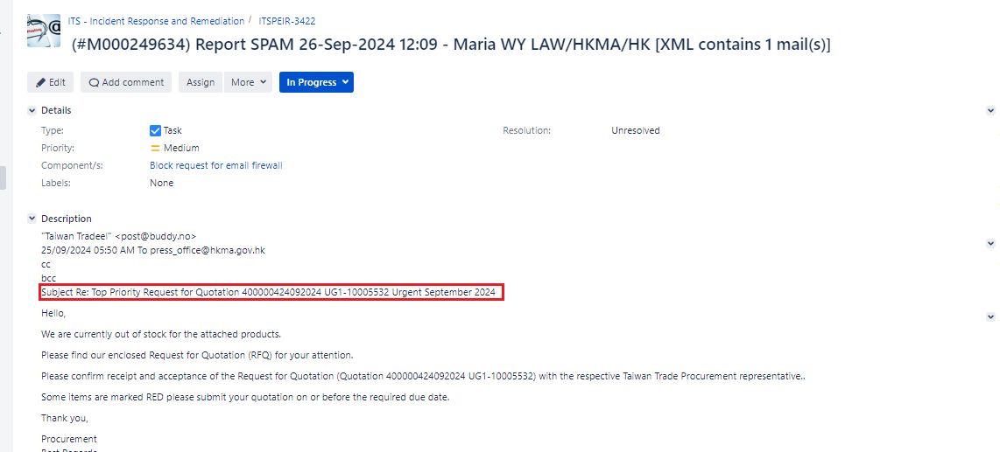 ITS - Incident Response and Remediation / ITSPEIR-3422
(#M000249634) Report SPAM 26-Sep-2024 12:09 - Maria WY LAW/HKMA/HK [XML contains 1 mail(s)]
Edit Add comment Assign More In Progress
Details
Type: Task Resolution: Unresolved
Priority: Medium
Component/s: Block request for email firewall
Labels: None
Description
"Taiwan Tradeel" <post@buddy.no>
25/09/2024 05:50 AM To press_office@hkma.gov.hk
cc
bcc
Subject Re: Top Priority Request for Quotation 400000424092024 UG1-10005532 Urgent September 2024
Hello,
We are currently out of stock for the attached products.
Please find our enclosed Request for Quotation (RFQ) for your attention.
Please confirm receipt and acceptance of the Request for Quotation (Quotation 400000424092024 UG1-10005532) with the respective Taiwan Trade Procurement representative..
Some items are marked RED please submit your quotation on or before the required due date.
Thank you,
Procurement
Best Regards